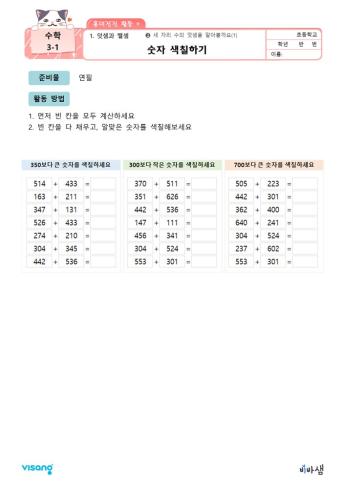 흥미진진 활동 +
수학
3-1
1. 덧셈과 뺄셈
❷ 세 자리 수의 덧셈을 알아볼까요(1)
숫자 색칠하기
초등학교
학년 반 번
이름:
준비물 연필
활동 방법
1. 먼저 빈 칸을 모두 계산하세요
2. 빈 칸을 다 채우고, 알맞은 숫자를 색칠해보세요
350보다 큰 숫자를 색칠하세요
514 + 433 =
163 + 211 =
347 + 131 =
526 + 433 =
274 + 210 =
304 + 345 =
442 + 536 =
300보다 작은 숫자를 색칠하세요
370 + 511 =
351 + 626 =
442 + 536 =
147 + 111 =
456 + 341 =
304 + 524 =
553 + 301 =
700보다 큰 숫자를 색칠하세요
505 + 223 =
442 + 301 =
362 + 400 =
640 + 241 =
304 + 524 =
237 + 602 =
553 + 301 =
visang
비바샘